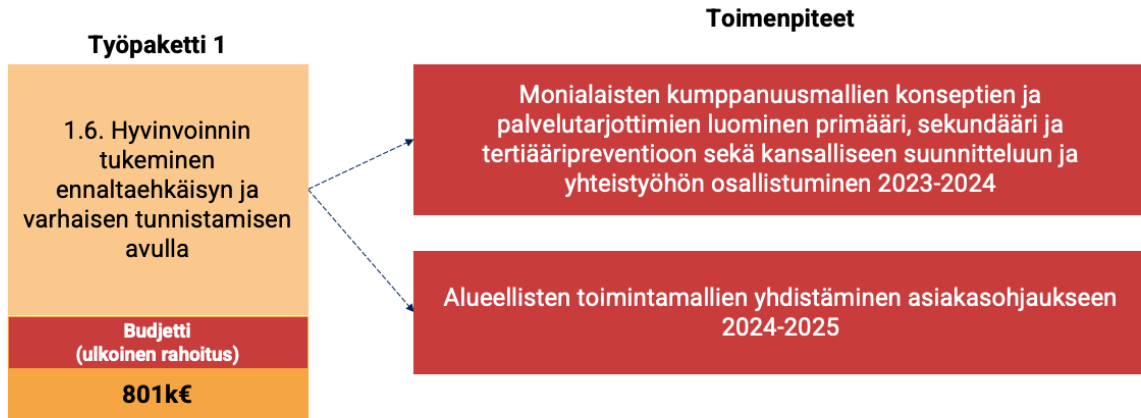 Työpaketti 1
1.6. Hyvinvoinnin
tukeminen
ennaltaehkäisyn ja
varhaisen tunnistamisen
avulla
Budjetti
(ulkoinen rahoitus)
801k€
Toimenpiteet
Monialaisten kumppanuusmallien konseptien ja
palvelutarjottimien luominen primääri, sekundääri ja
tertiääripreventioon sekä kansalliseen suunnitteluun ja
yhteistyöhön osallistuminen 2023-2024
Alueellisten toimintamallien yhdistäminen asiakasohjaukseen
2024-2025